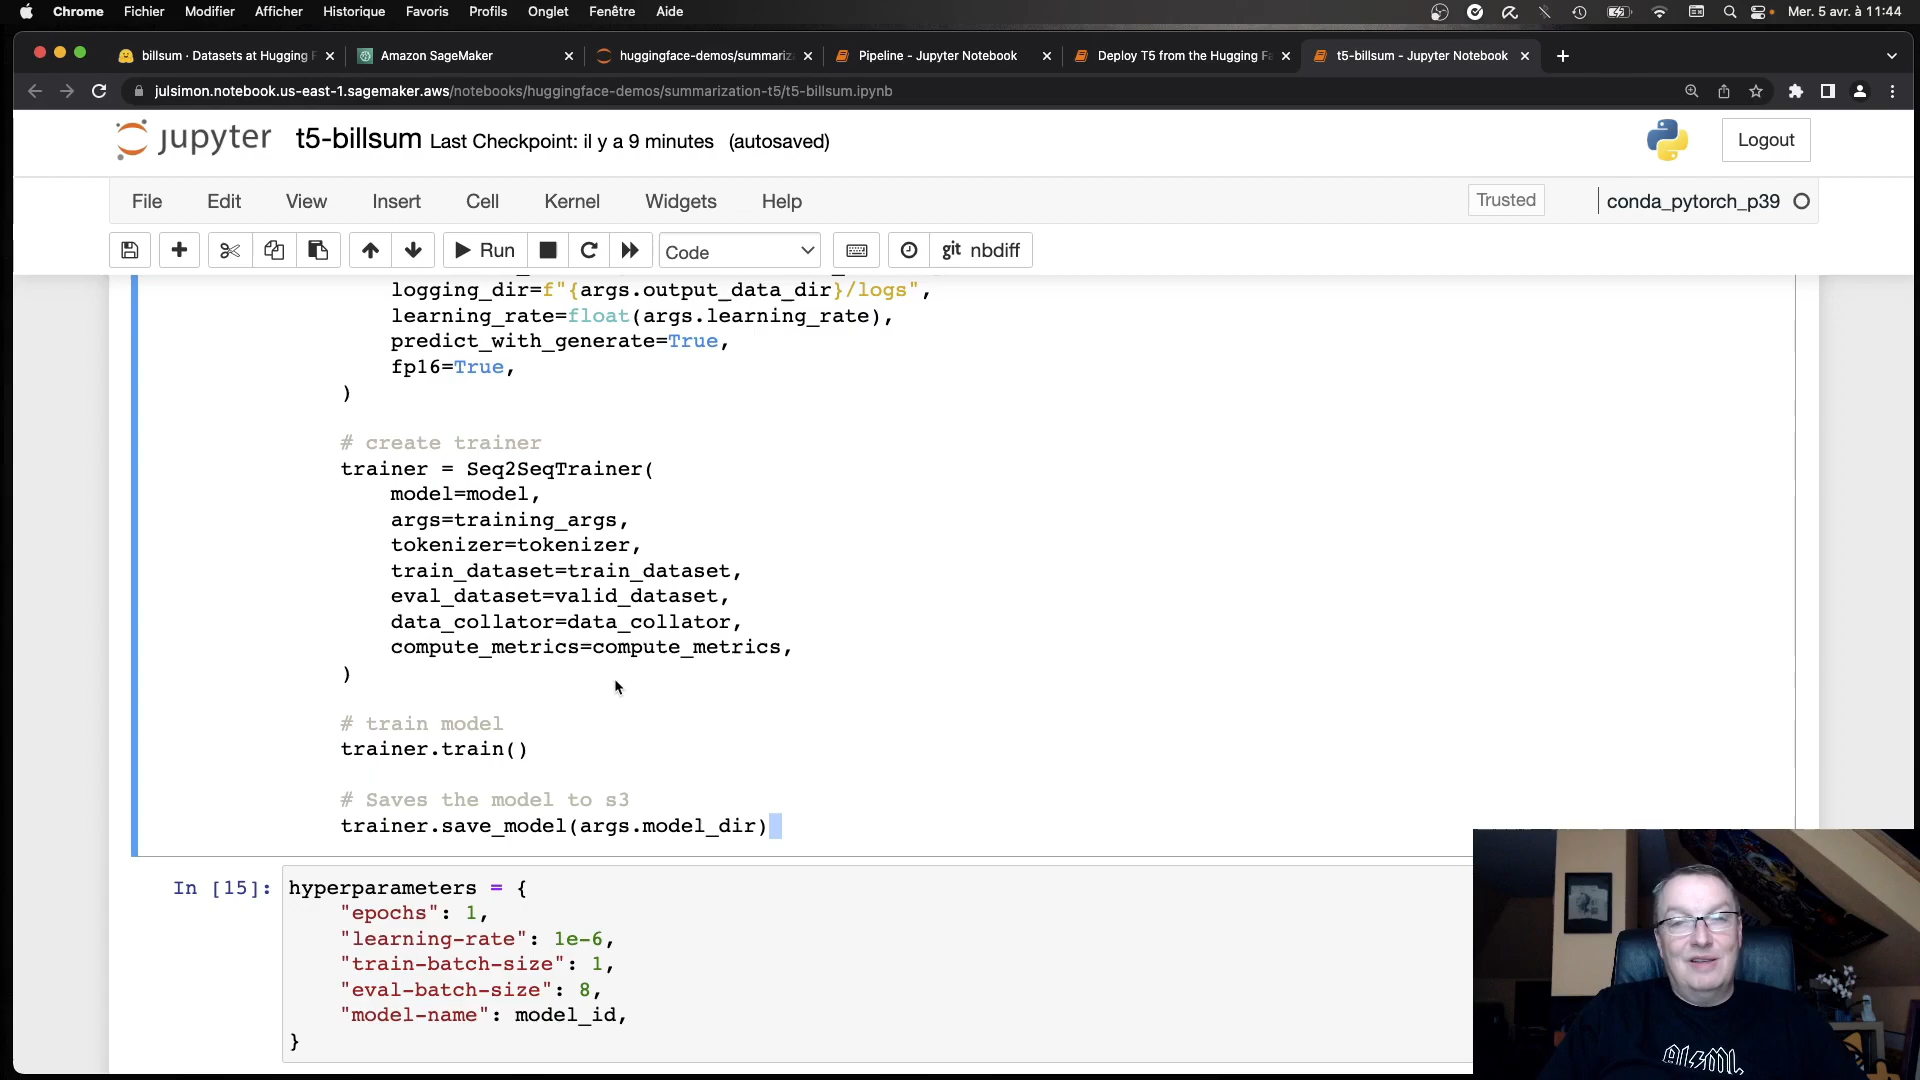 Chrome Fichier Modifier Afficher Historique Favoris Profils Onglet Fenêtre Aide Mer. 5 avr. à 11:44
billsum · Datasets at Hugging F Amazon SageMaker huggingface-demos/summariz Pipeline - Jupyter Notebook Deploy T5 from the Hugging Fa t5-billsum - Jupyter Notebook
julsimon.notebook.us-east-1.sagemaker.aws/notebooks/huggingface-demos/summarization-t5/t5-billsum.ipynb
jupyter t5-billsum Last Checkpoint: il y a 9 minutes (autosaved) Logout
File Edit View Insert Cell Kernel Widgets Help Trusted conda_pytorch_p39
Run Code git nbdiff
logging_dir=f"{args.output_data_dir}/logs",
learning_rate=float(args.learning_rate),
predict_with_generate=True,
fp16=True,
)
# create trainer
trainer = Seq2SeqTrainer(
model=model,
args=training_args,
tokenizer=tokenizer,
train_dataset=train_dataset,
eval_dataset=valid_dataset,
data_collator=data_collator,
compute_metrics=compute_metrics,
)
# train model
trainer.train()
# Saves the model to s3
trainer.save_model(args.model_dir)
In [15]: hyperparameters = {
"epochs": 1,
"learning-rate": 1e-6,
"train-batch-size": 1,
"eval-batch-size": 8,
"model-name": model_id,
}